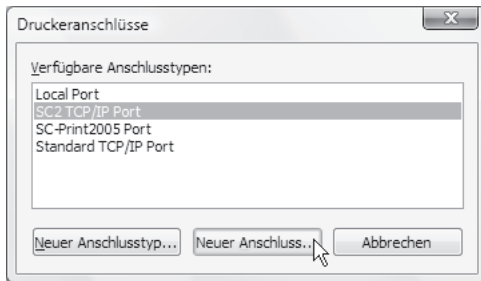 Druckeranschlüsse
Verfügbare Anschlusstypen:
Local Port
SC2 TCP/IP Port
SC-Print2005 Port
Standard TCP/IP Port
Neuer Anschlusstyp... Neuer Anschluss... Abbrechen